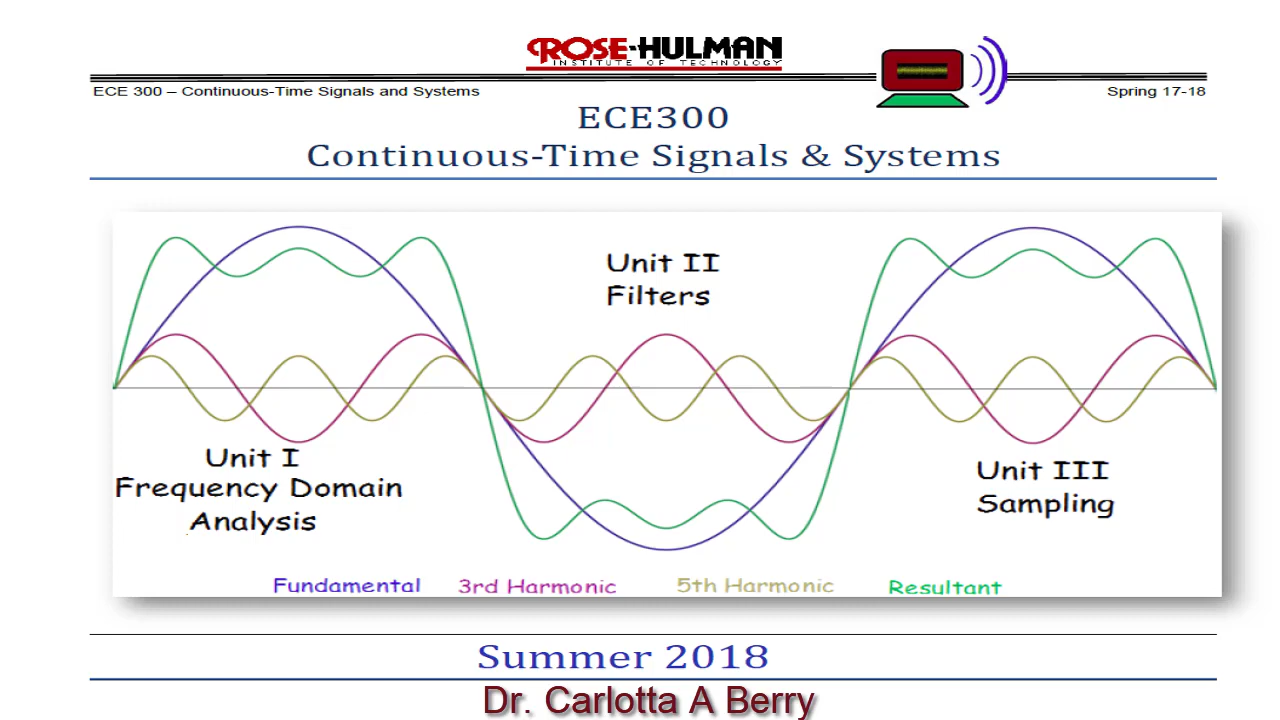 ROSE-HULMAN
INSTITUTE OF TECHNOLOGY
ECE 300 – Continuous-Time Signals and Systems
Spring 17-18
ECE300
Continuous-Time Signals & Systems
Unit II
Filters
Unit I
Frequency Domain
Analysis
Unit III
Sampling
Fundamental 3rd Harmonic 5th Harmonic Resultant
Summer 2018
Dr. Carlotta A Berry